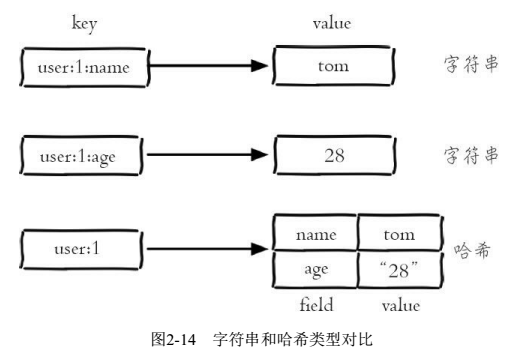 key value
user:1:name tom 字符串
user:1:age 28 字符串
name tom
user:1 哈希
age “28”
field value
图2-14 字符串和哈希类型对比